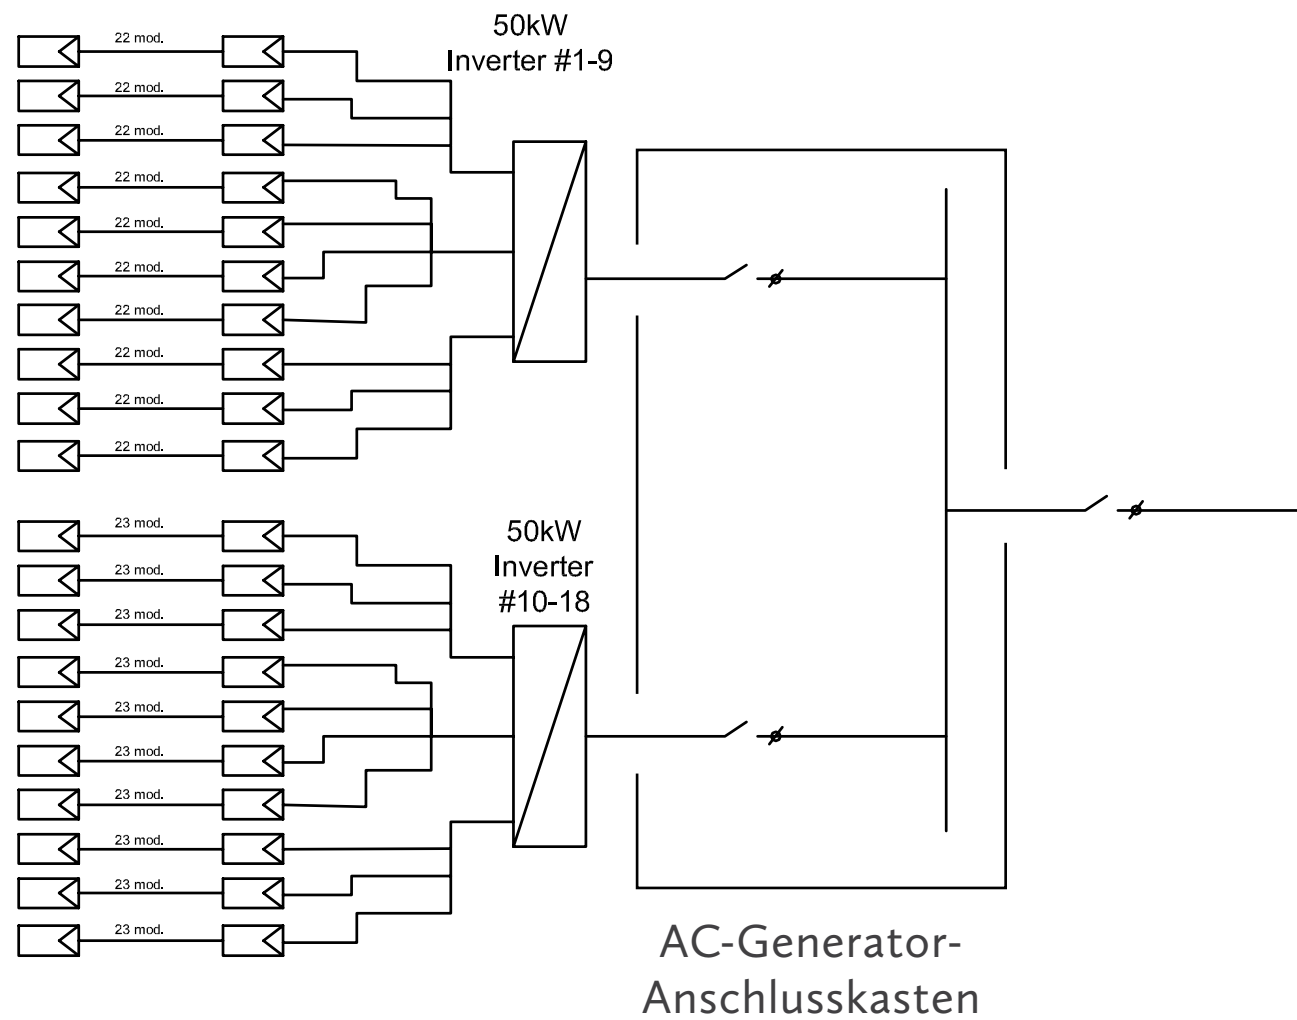 50kW
Inverter #1-9
22 mod.
22 mod.
22 mod.
22 mod.
22 mod.
22 mod.
22 mod.
22 mod.
22 mod.
22 mod.
50kW
Inverter
#10-18
23 mod.
23 mod.
23 mod.
23 mod.
23 mod.
23 mod.
23 mod.
23 mod.
23 mod.
23 mod.
AC-Generator-
Anschlusskasten